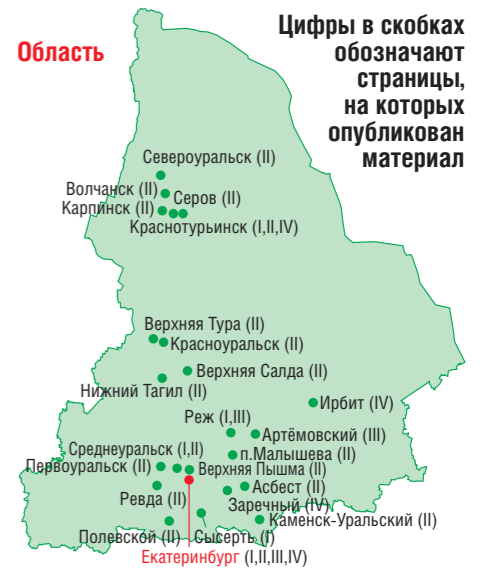 Область
Цифры в скобках
обозначают
страницы,
на которых
опубликован
материал
Североуральск (II)
Волчанск (II)
Серов (II)
Карпинск (II)
Краснотурьинск (I,II,IV)
Верхняя Тура (II)
Красноуральск (II)
Верхняя Салда (II)
Нижний Тагил (II)
Ирбит (IV)
Реж (I,III)
Артёмовский (III)
Среднеуральск (I,II)
п.Малышева (II)
Первоуральск (II)
Верхняя Пышма (II)
Асбест (II)
Ревда (II)
Заречный (IV)
Каменск-Уральский (II)
Полевской (II)
Сысерть (I)
Екатеринбург (I,II,III,IV)